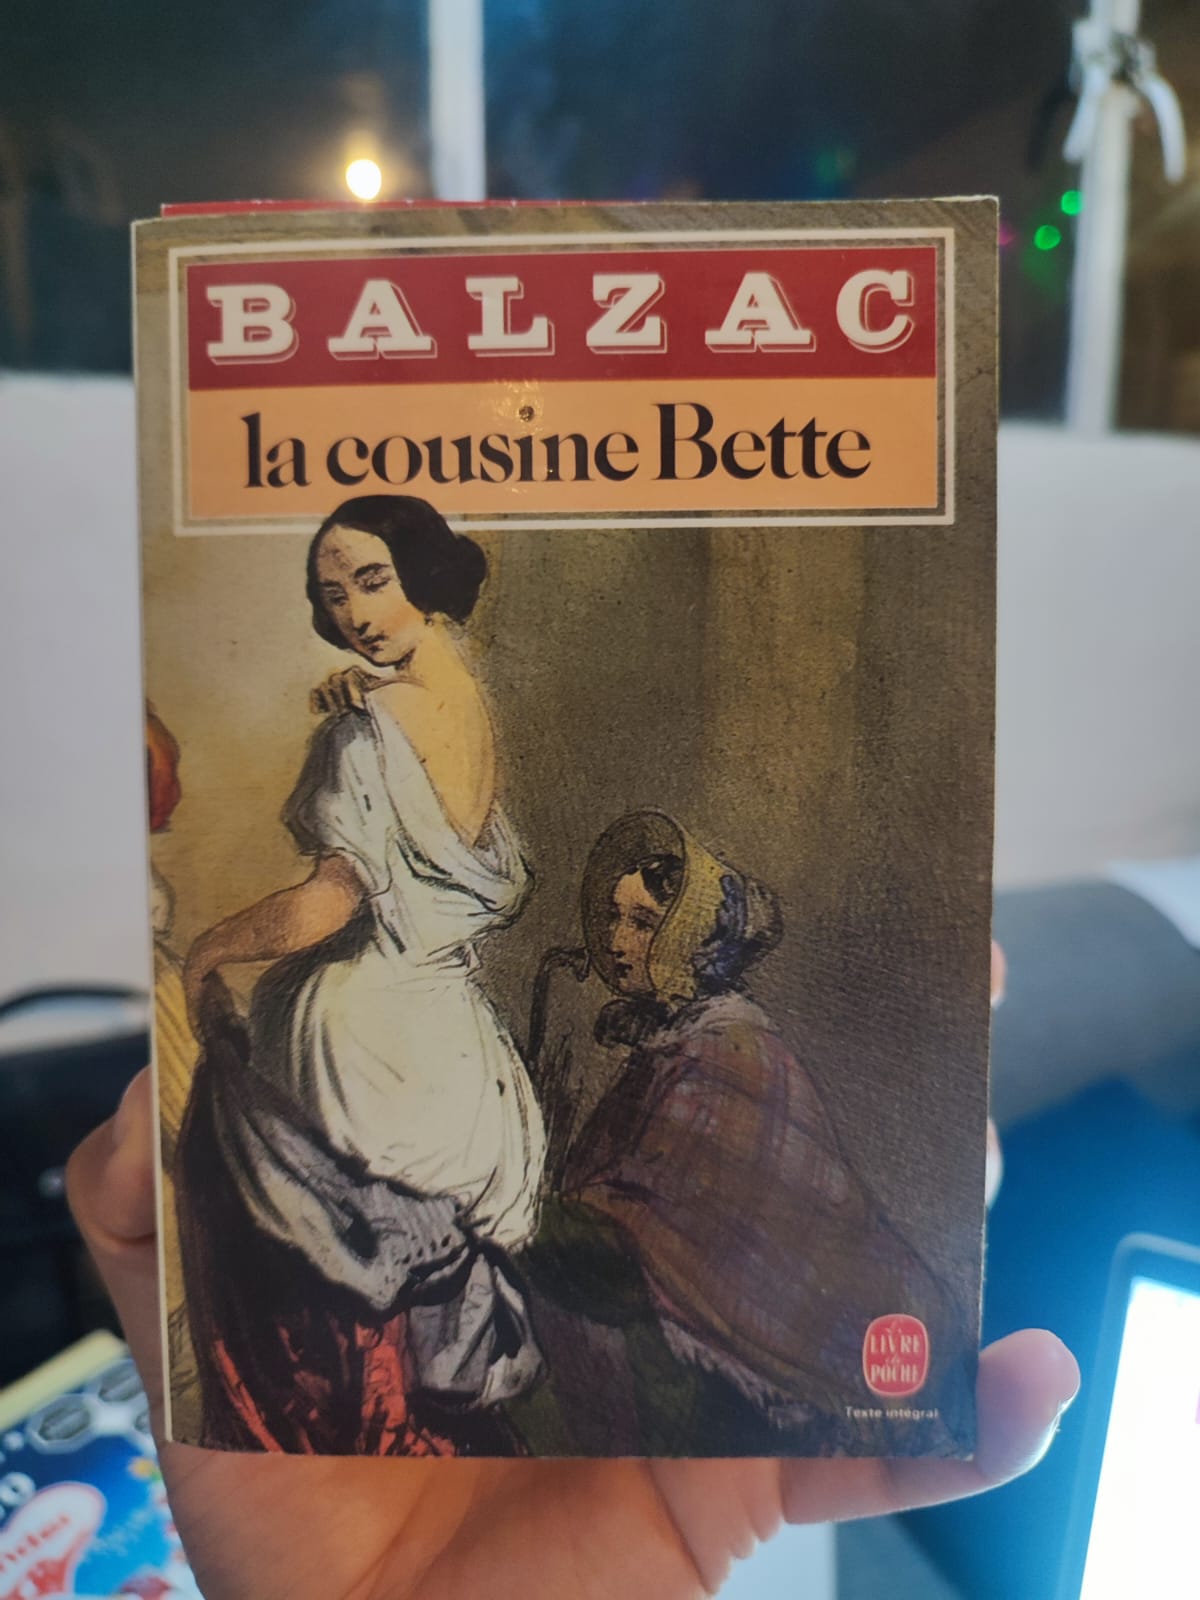 BALZAC
la cousine Bette
Le
LIVRE
de
POCHE
Texte intégral